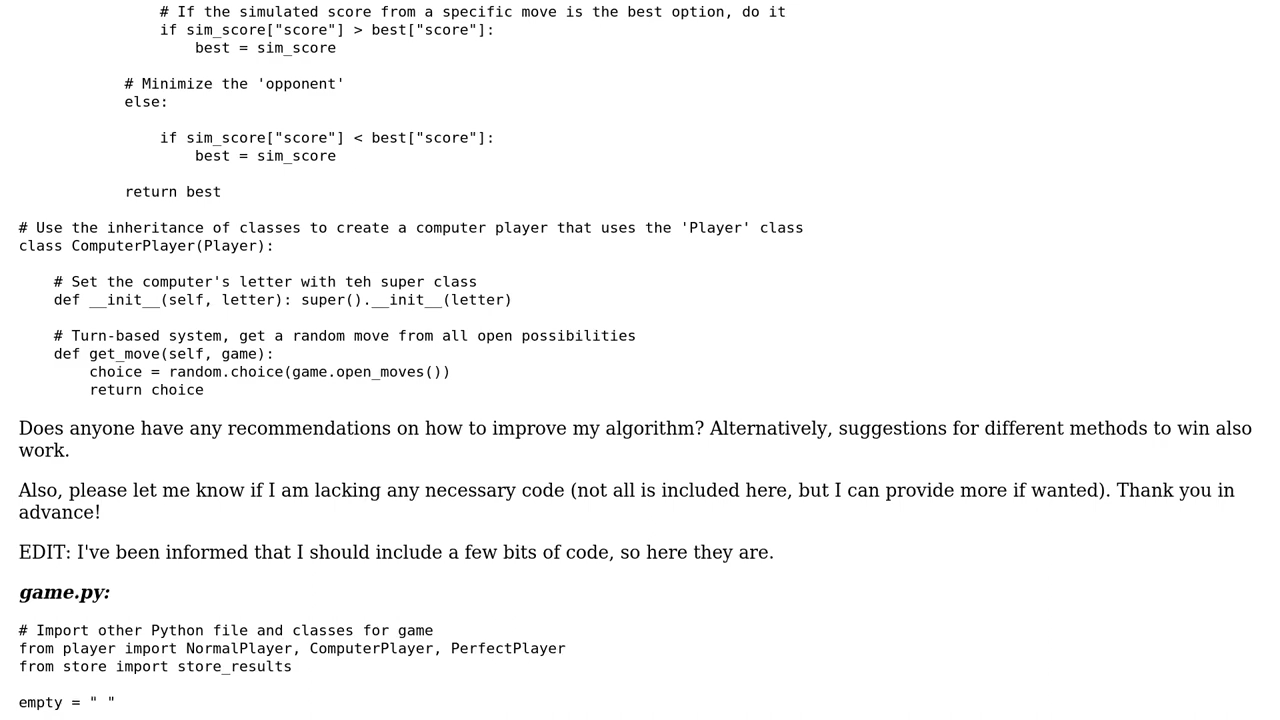 # If the simulated score from a specific move is the best option, do it
                if sim_score["score"] > best["score"]:
                    best = sim_score

            # Minimize the 'opponent'
            else:

                if sim_score["score"] < best["score"]:
                    best = sim_score

            return best

# Use the inheritance of classes to create a computer player that uses the 'Player' class
class ComputerPlayer(Player):

    # Set the computer's letter with teh super class
    def __init__(self, letter): super().__init__(letter)

    # Turn-based system, get a random move from all open possibilities
    def get_move(self, game):
        choice = random.choice(game.open_moves())
        return choice

Does anyone have any recommendations on how to improve my algorithm? Alternatively, suggestions for different methods to win also
work.

Also, please let me know if I am lacking any necessary code (not all is included here, but I can provide more if wanted). Thank you in
advance!

EDIT: I've been informed that I should include a few bits of code, so here they are.

game.py:

# Import other Python file and classes for game
from player import NormalPlayer, ComputerPlayer, PerfectPlayer
from store import store_results

empty = " "